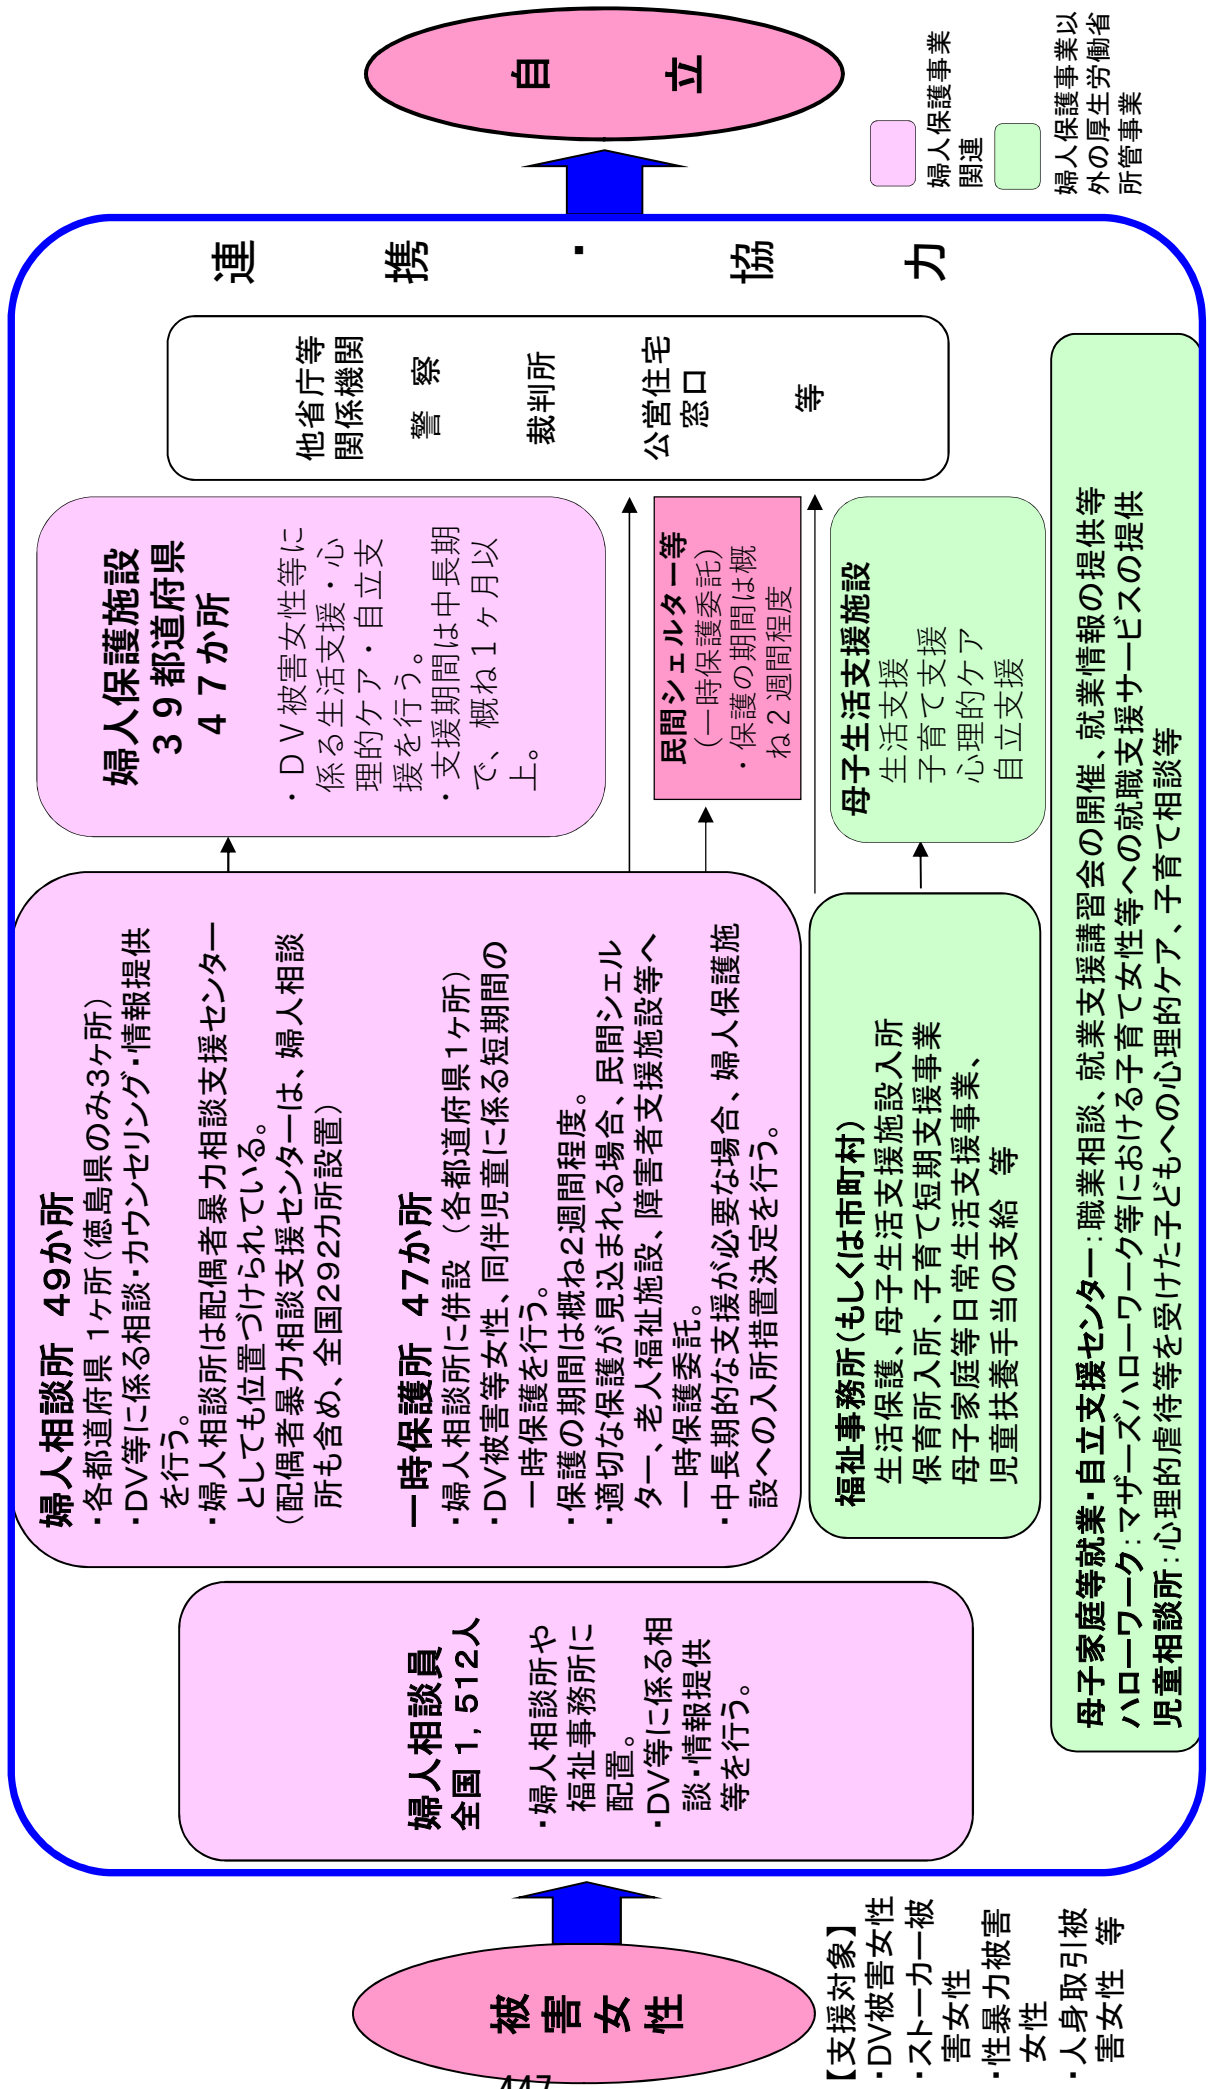 被害女性
【支援対象】
・DV被害女性
・ストーカー被
害女性
・性暴力被害
女性
・人身取引被
害女性 等
婦人相談員
全国1,512人
・婦人相談所や
福祉事務所に
配置。
・DV等に係る相
談・情報提供
等を行う。
婦人相談所 49か所
・各都道府県 1ヶ所(徳島県のみ3ヶ所)
・DV等に係る相談・カウンセリング・情報提供
を行う。
・婦人相談所は配偶者暴力相談支援センター
としても位置づけられている。
(配偶者暴力相談支援センターは、婦人相談
所も含め、全国292カ所設置)
一時保護所 47か所
・婦人相談所に併設 (各都道府県1ヶ所)
・DV被害等女性、同伴児童に係る短期間の
一時保護を行う。
・保護の期間は概ね2週間程度。
・適切な保護が見込まれる場合、民間シェル
ター、老人福祉施設、障害者支援施設等へ
一時保護委託。
・中長期的な支援が必要な場合、婦人保護施
設への入所措置決定を行う。
福祉事務所(もしくは市町村)
生活保護、母子生活支援施設入所
保育所入所、子育て短期支援事業
母子家庭等日常生活支援事業、
児童扶養手当の支給 等
婦人保護施設
39都道府県
47か所
・DV被害女性等に
係る生活支援・心
理的ケア・自立支
援を行う。
・支援期間は中長期
で、概ね1ヶ月以
上。
民間シェルター等
(一時保護委託)
・保護の期間は概
ね2週間程度
母子生活支援施設
生活支援
子育て支援
心理的ケア
自立支援
他省庁等
関係機関
警 察
裁判所
公営住宅
窓口
等
連携・協力
母子家庭等就業・自立支援センター:職業相談、就業支援講習会の開催、就業情報の提供等
ハローワーク:マザーズハローワーク等における子育て女性等への就職支援サービスの提供
児童相談所:心理的虐待等を受けた子どもへの心理的ケア、子育て相談等
自 立
婦人保護事業
関連
婦人保護事業以
外の厚生労働省
所管事業
447